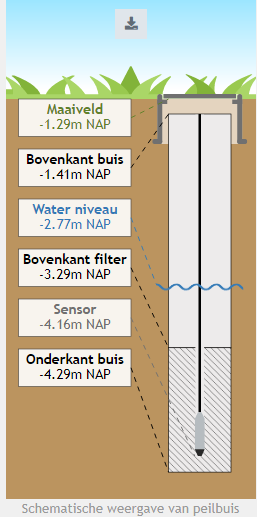 Maaiveld
-1.29m NAP
Bovenkant buis
-1.41m NAP
Water niveau
-2.77m NAP
Bovenkant filter
-3.29m NAP
Sensor
-4.16m NAP
Onderkant buis
-4.29m NAP
Schematische weergave van peilbuis